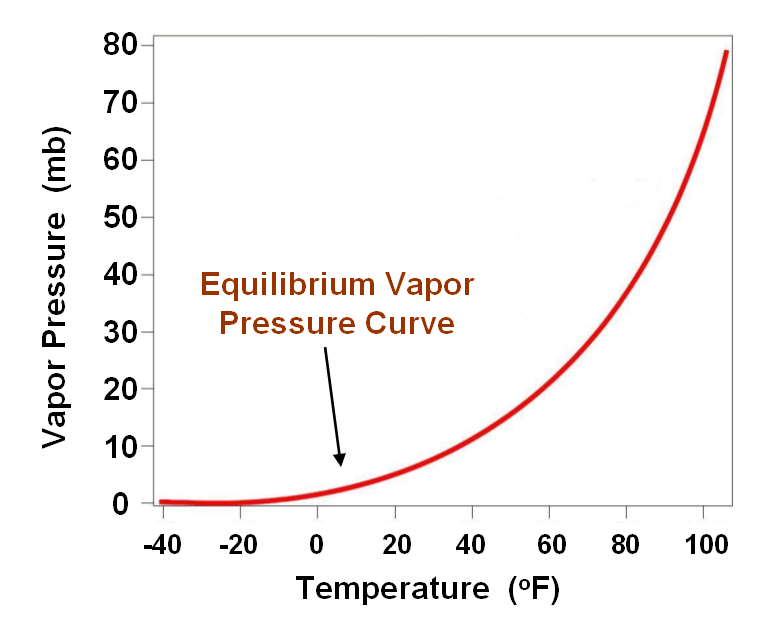 80
70
60
50
40
30
20
10
0
Vapor Pressure (mb)
Equilibrium Vapor
Pressure Curve
-40 -20 0 20 40 60 80 100
Temperature (ºF)